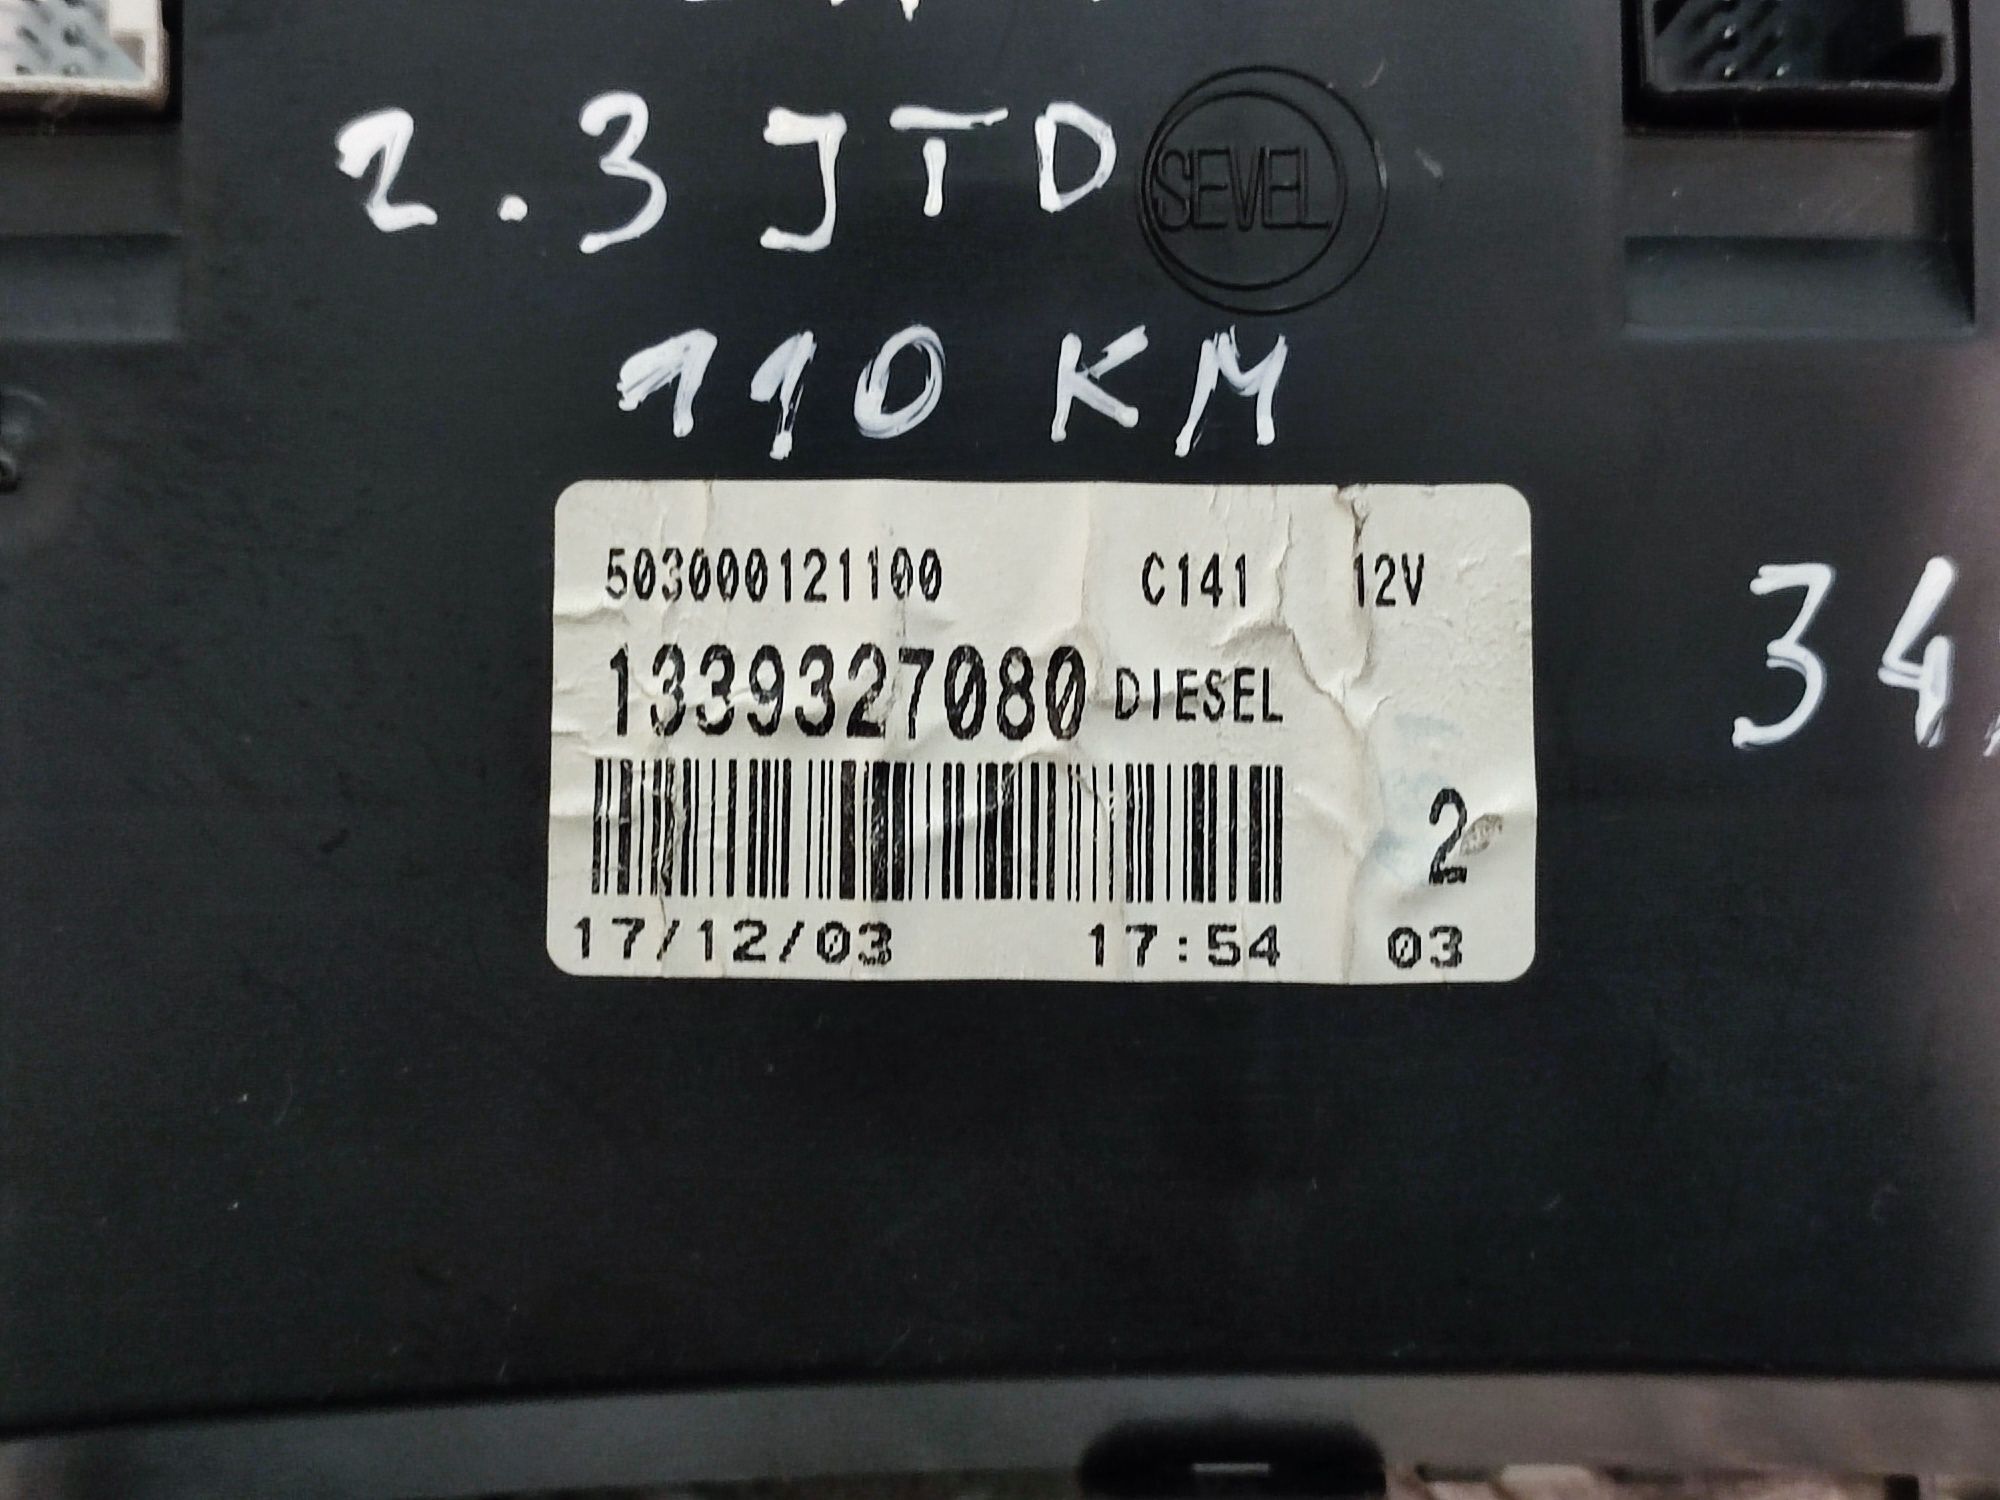 2.3 JTD
SEVEL
110 KM
503000121100 C141 12V
1339327080 DIESEL
34
2
17/12/03 17:54 03